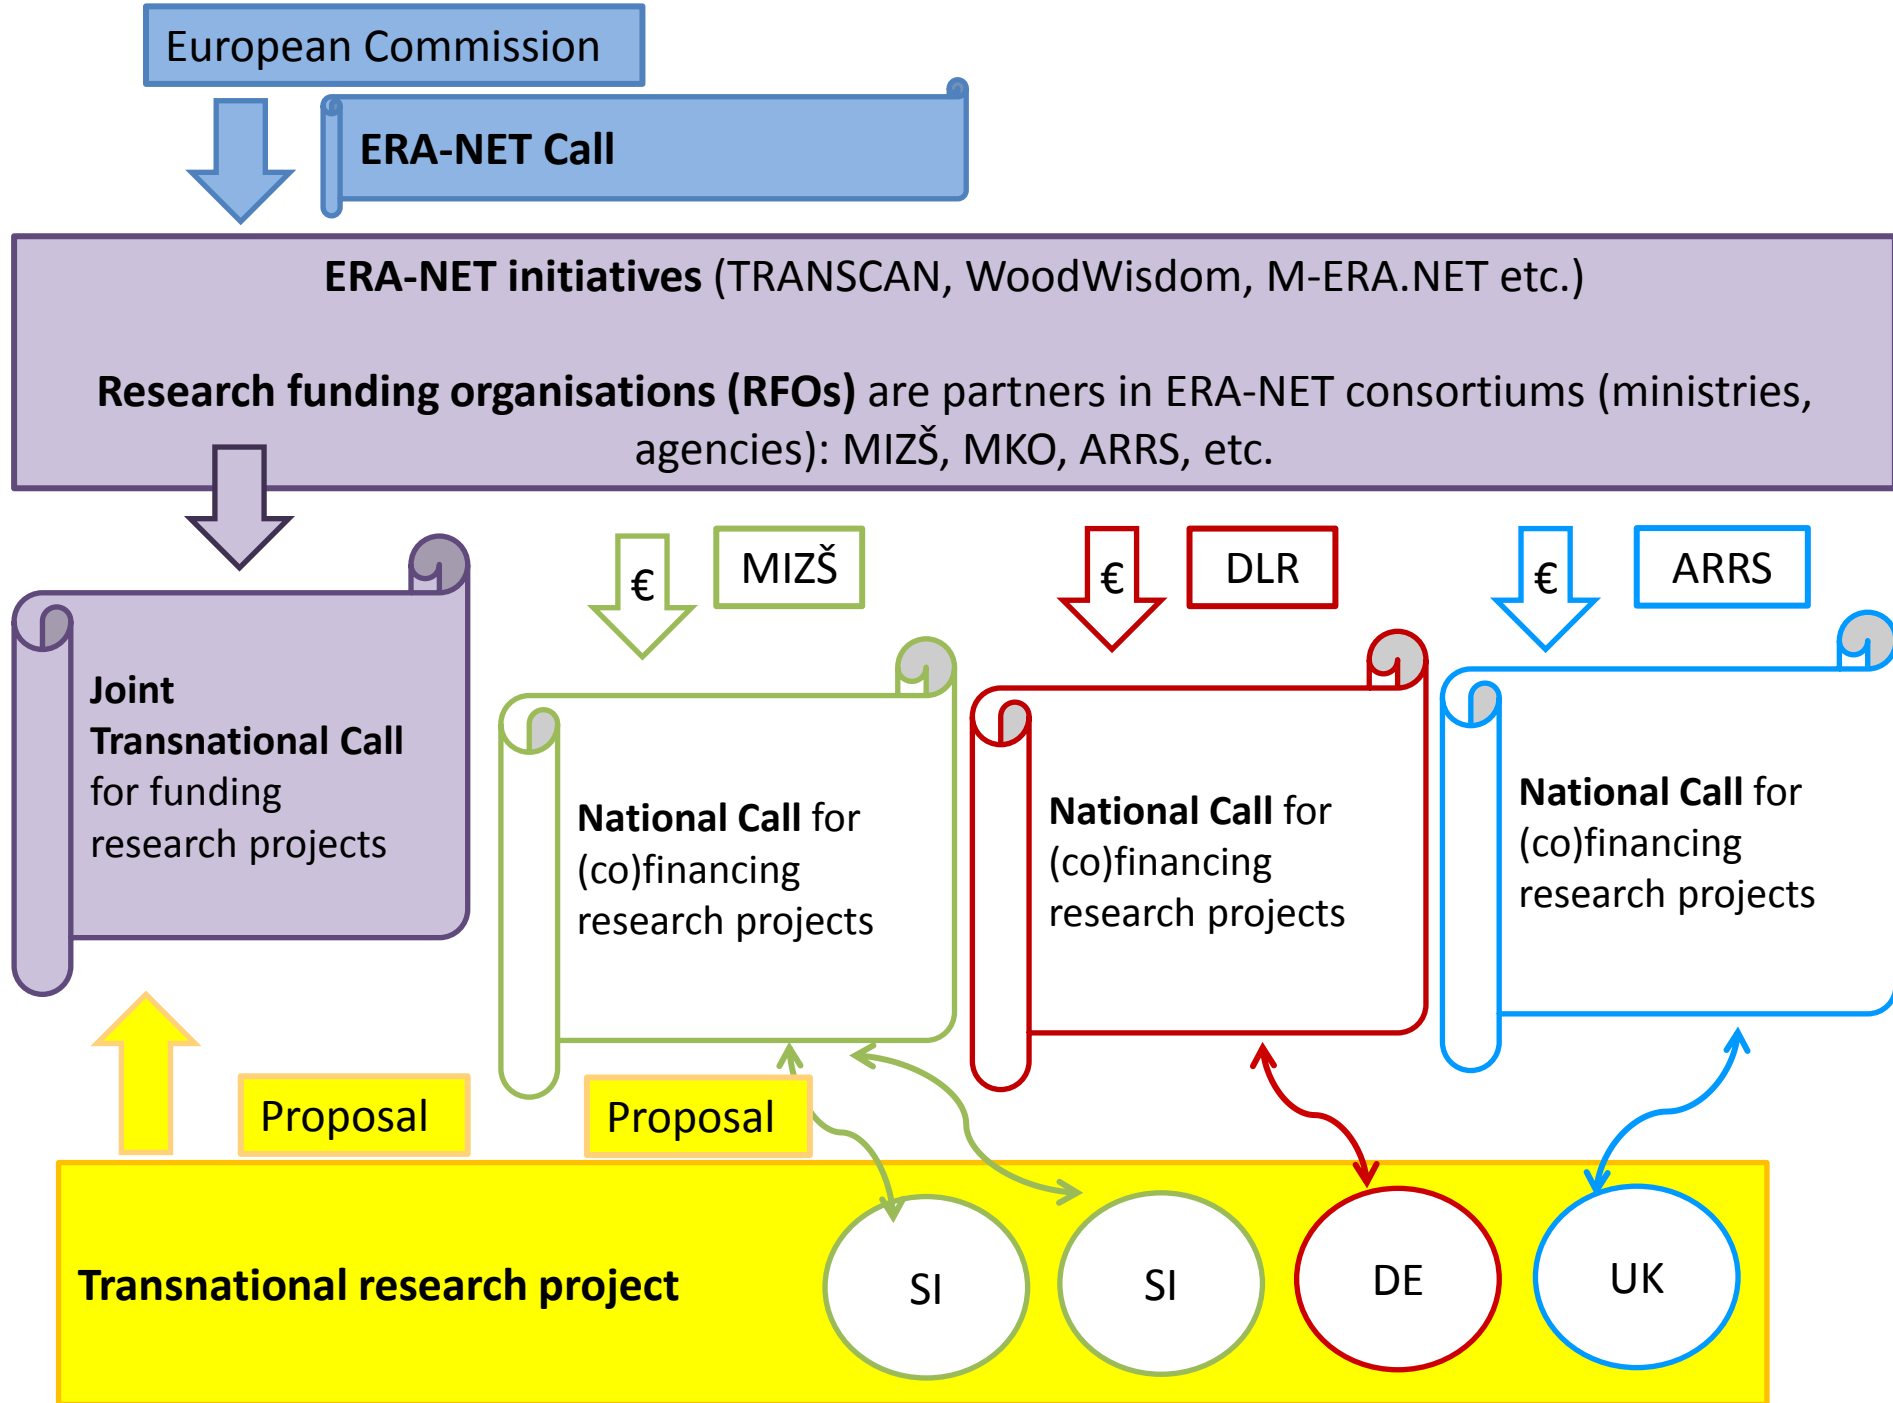 European Commission
ERA-NET Call
ERA-NET initiatives (TRANSCAN, WoodWisdom, M-ERA.NET etc.)
Research funding organisations (RFOs) are partners in ERA-NET consortiums (ministries,
agencies): MIZŠ, MKO, ARRS, etc.
€
MIZŠ
€
DLR
€
ARRS
Joint
Transnational Call
for funding
research projects
National Call for
(co)financing
research projects
National Call for
(co)financing
research projects
National Call for
(co)financing
research projects
Proposal
Proposal
Transnational research project
SI
SI
DE
UK